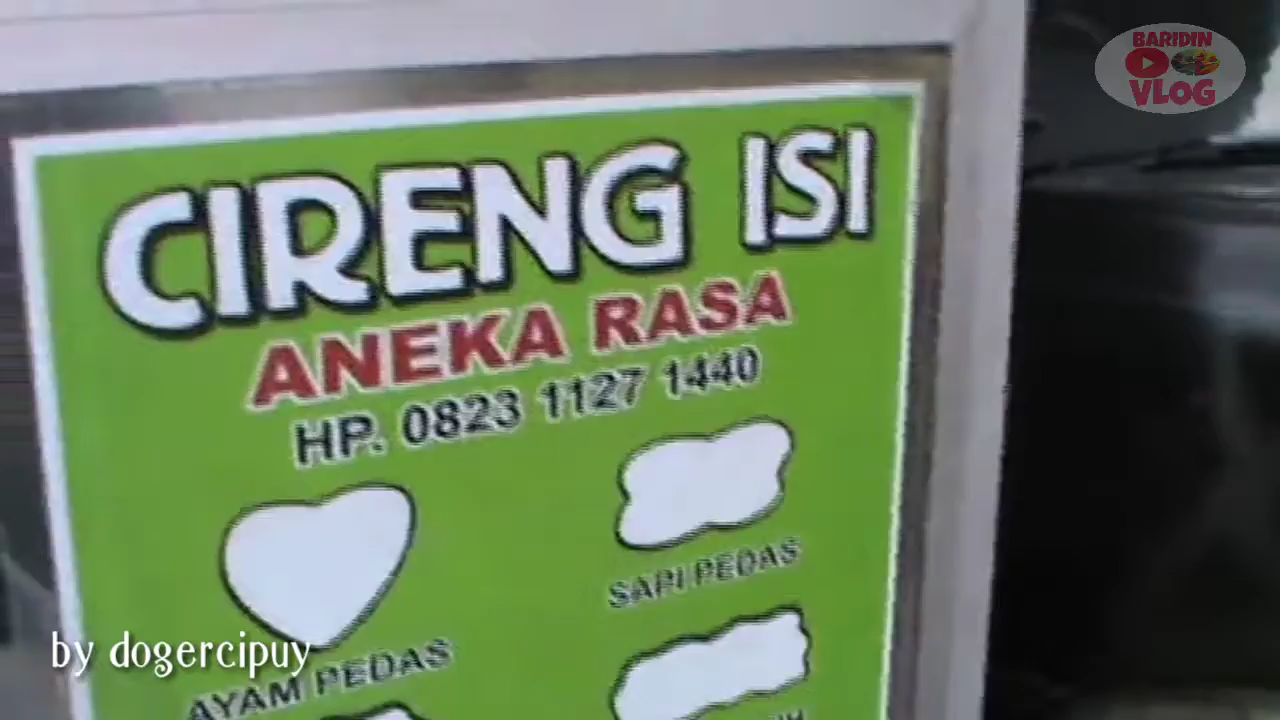 BARIDIN
VLOG
CIRENG ISI
ANEKA RASA
HP. 0823 1127 1440
SAPI PEDAS
AYAM PEDAS
by dogercipuy